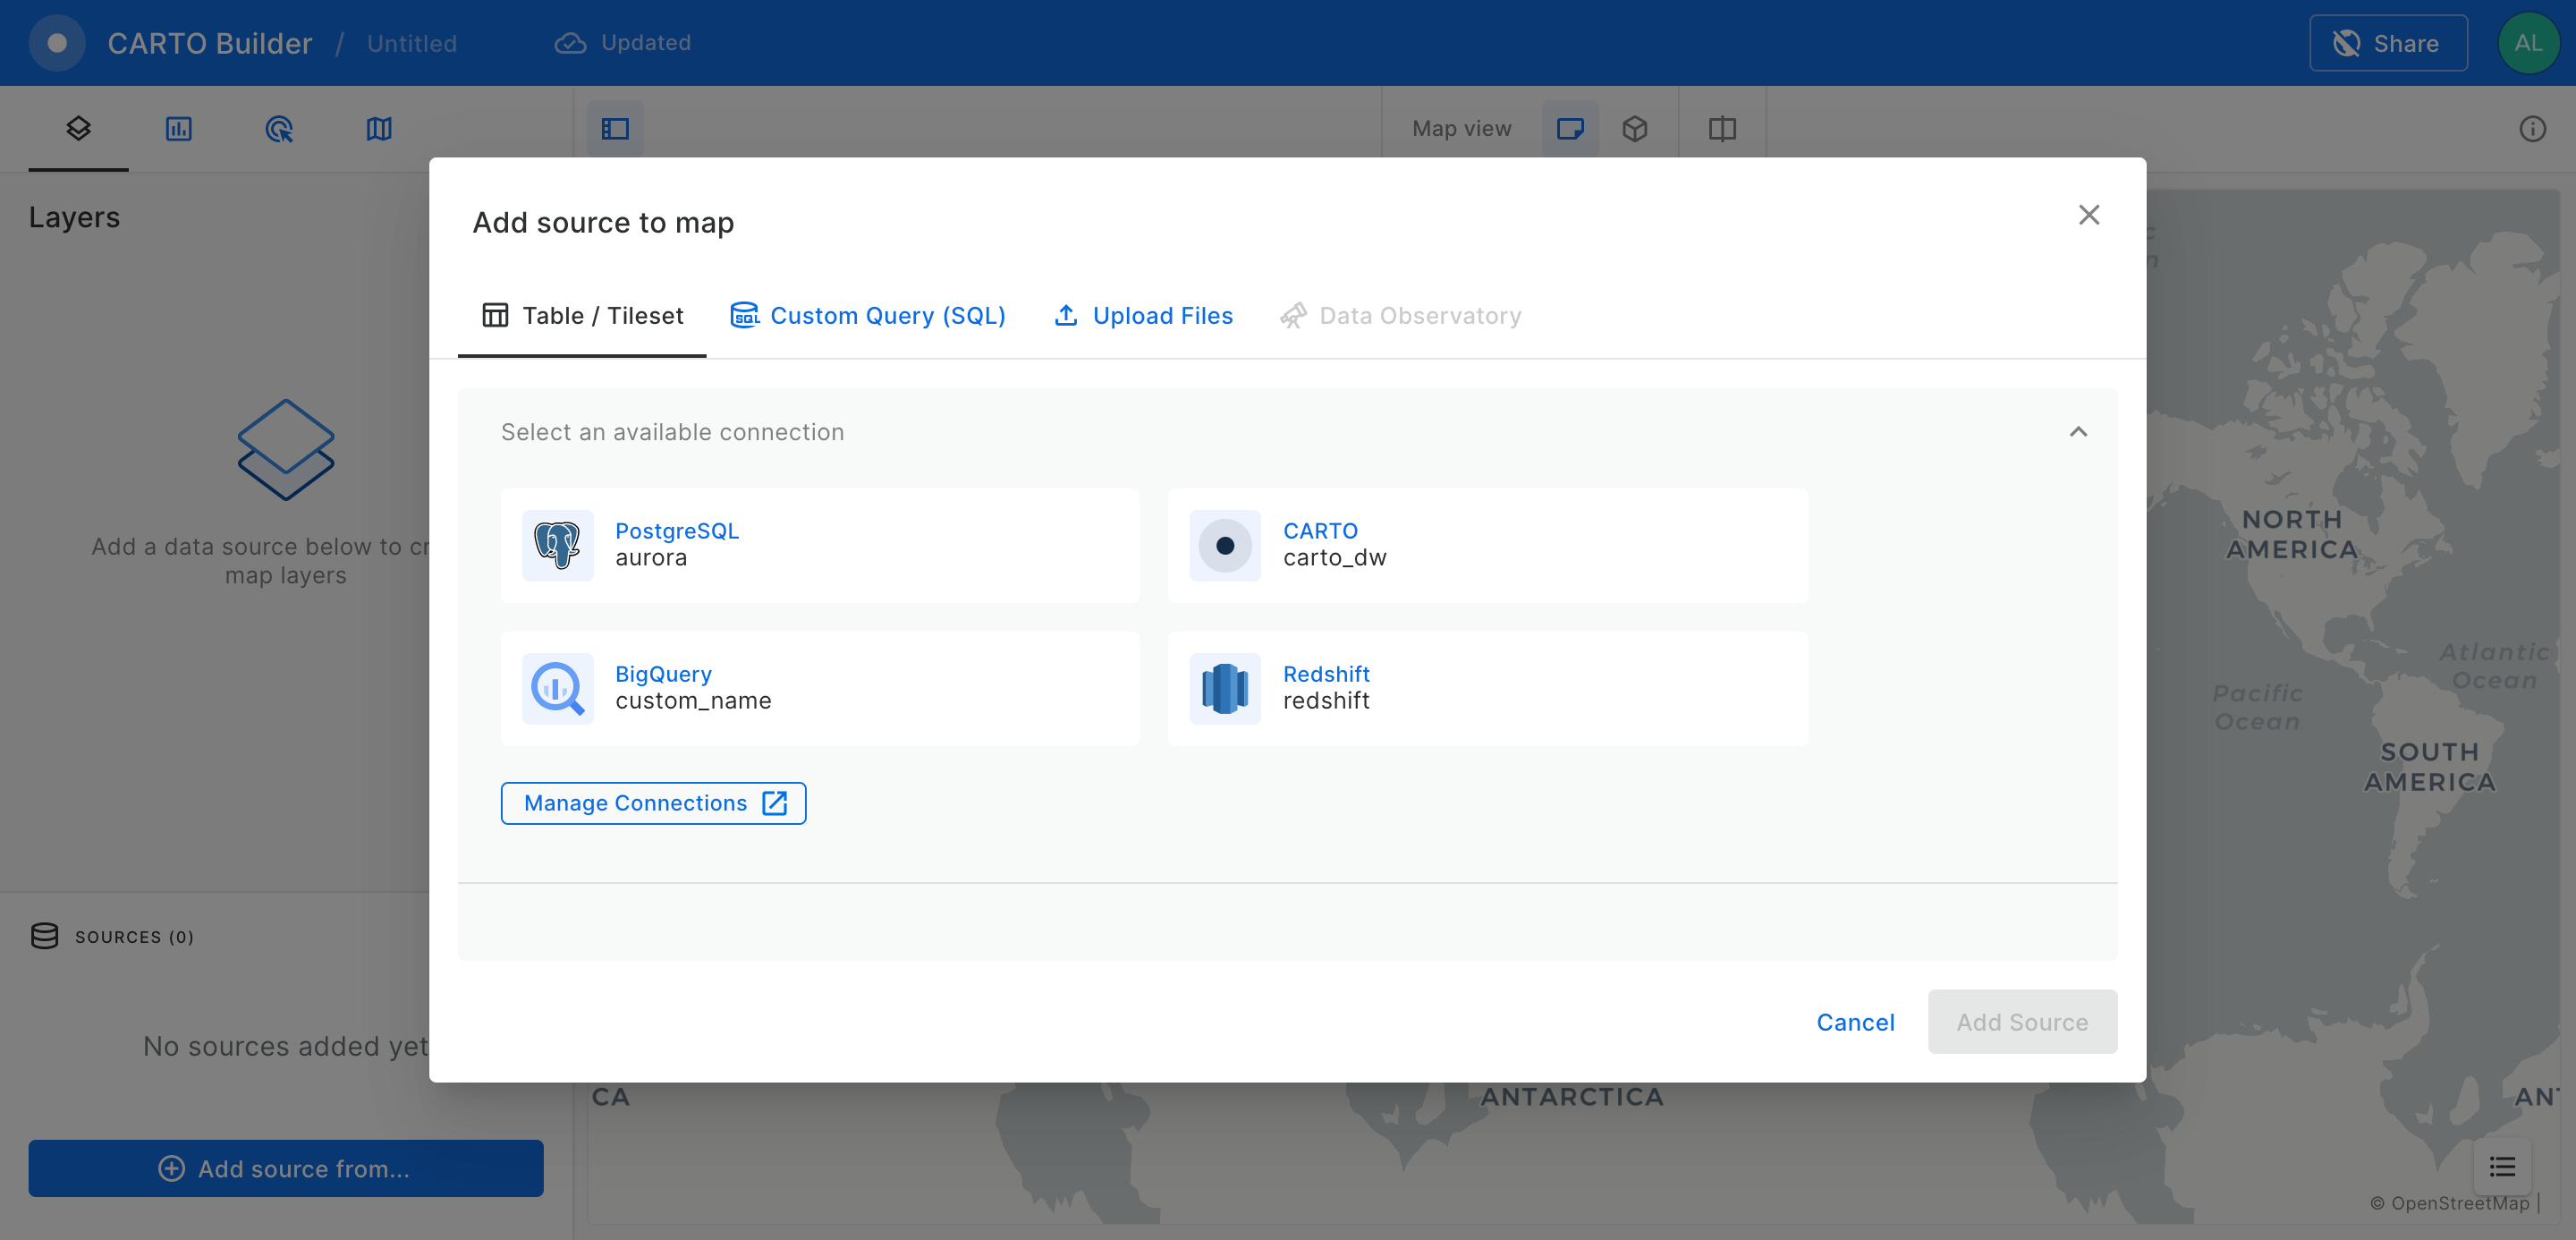 CARTO Builder / Untitled
Updated
Share
AL
Map view
Layers
Add a data source below to cr
map layers
SOURCES (0)
No sources added yet
Add source from...
Add source to map
Table / Tileset
SQL
Custom Query (SQL)
Upload Files
Data Observatory
Select an available connection
PostgreSQL
aurora
CARTO
carto_dw
BigQuery
custom_name
Redshift
redshift
Manage Connections
Cancel
Add Source
NORTH
AMERICA
Atlantic
Ocean
Pacific
Ocean
SOUTH
AMERICA
CA
ANTARCTICA
ANT
© OpenStreetMap |